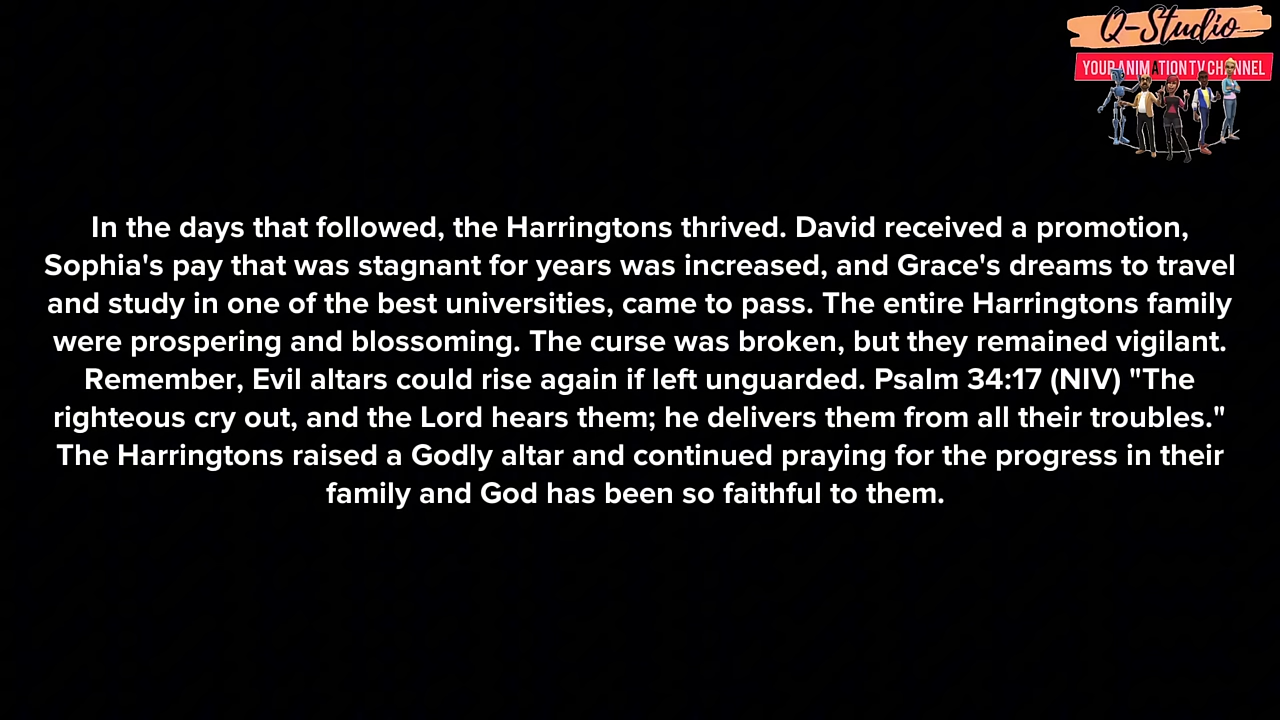 Q-Studio
YOUR ANIMATION TV CHANNEL
In the days that followed, the Harringtons thrived. David received a promotion,
Sophia's pay that was stagnant for years was increased, and Grace's dreams to travel
and study in one of the best universities, came to pass. The entire Harringtons family
were prospering and blossoming. The curse was broken, but they remained vigilant.
Remember, Evil altars could rise again if left unguarded. Psalm 34:17 (NIV) "The
righteous cry out, and the Lord hears them; he delivers them from all their troubles."
The Harringtons raised a Godly altar and continued praying for the progress in their
family and God has been so faithful to them.